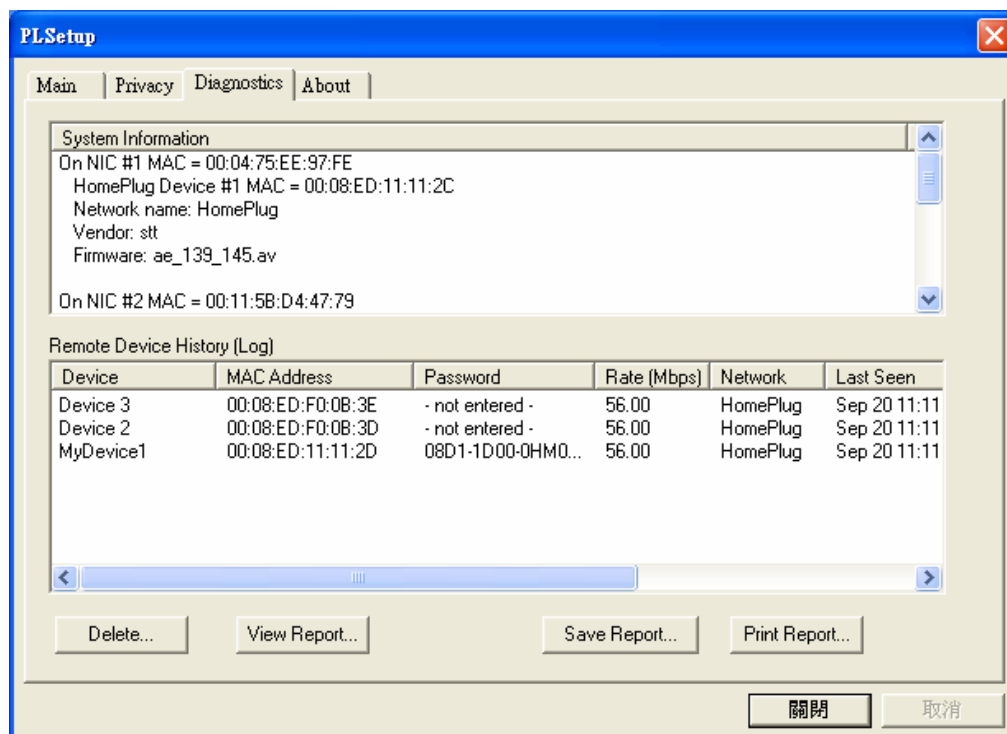 PLSetup
Main Privacy Diagnostics About
System Information
On NIC #1 MAC = 00:04:75:EE:97:FE
HomePlug Device #1 MAC = 00:08:ED:11:11:2C
Network name: HomePlug
Vendor: stt
Firmware: ae_139_145.av
On NIC #2 MAC = 00:11:5B:D4:47:79
Remote Device History (Log)
Device MAC Address Password Rate (Mbps) Network Last Seen
Device 3 00:08:ED:F0:0B:3E - not entered - 56.00 HomePlug Sep 20 11:11
Device 2 00:08:ED:F0:0B:3D - not entered - 56.00 HomePlug Sep 20 11:11
MyDevice1 00:08:ED:11:11:2D 08D1-1D00-0HM0... 56.00 HomePlug Sep 20 11:11
Delete... View Report... Save Report... Print Report...
關閉 取消